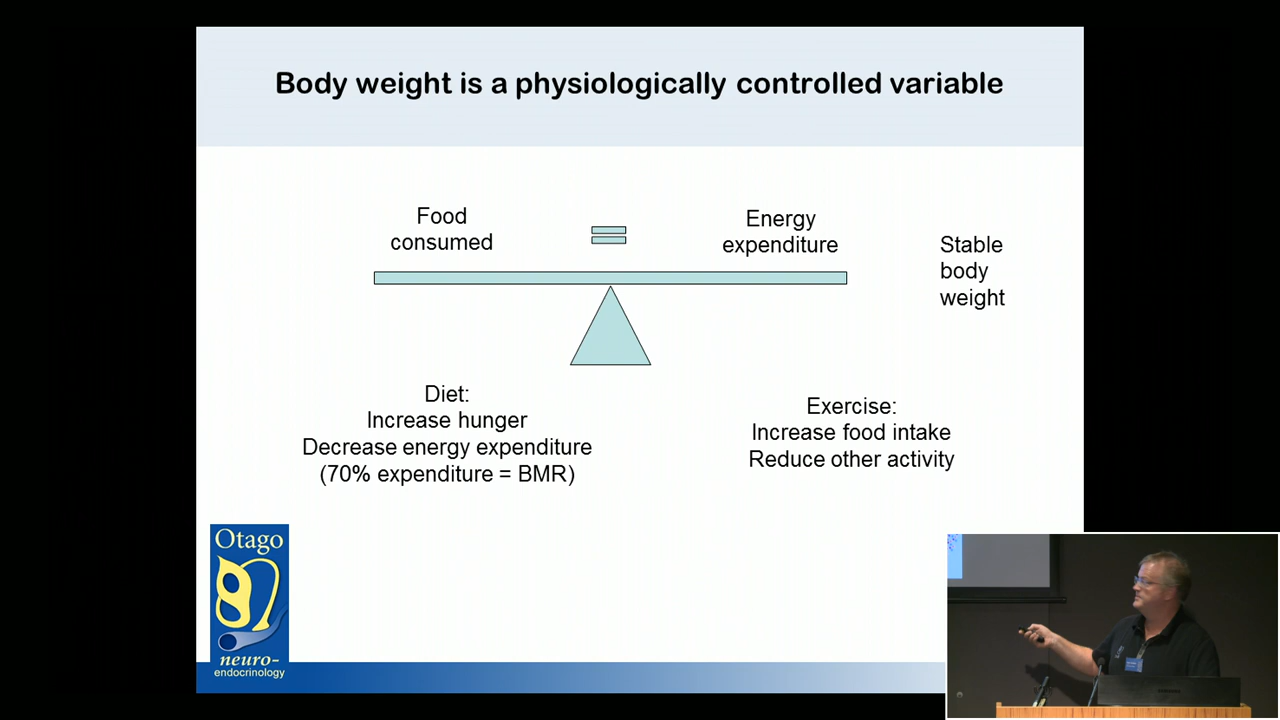 Body weight is a physiologically controlled variable
Food
consumed
=
Energy
expenditure
Stable
body
weight
Diet:
Increase hunger
Decrease energy expenditure
(70% expenditure = BMR)
Exercise:
Increase food intake
Reduce other activity
Otago
neuro-
endocrinology